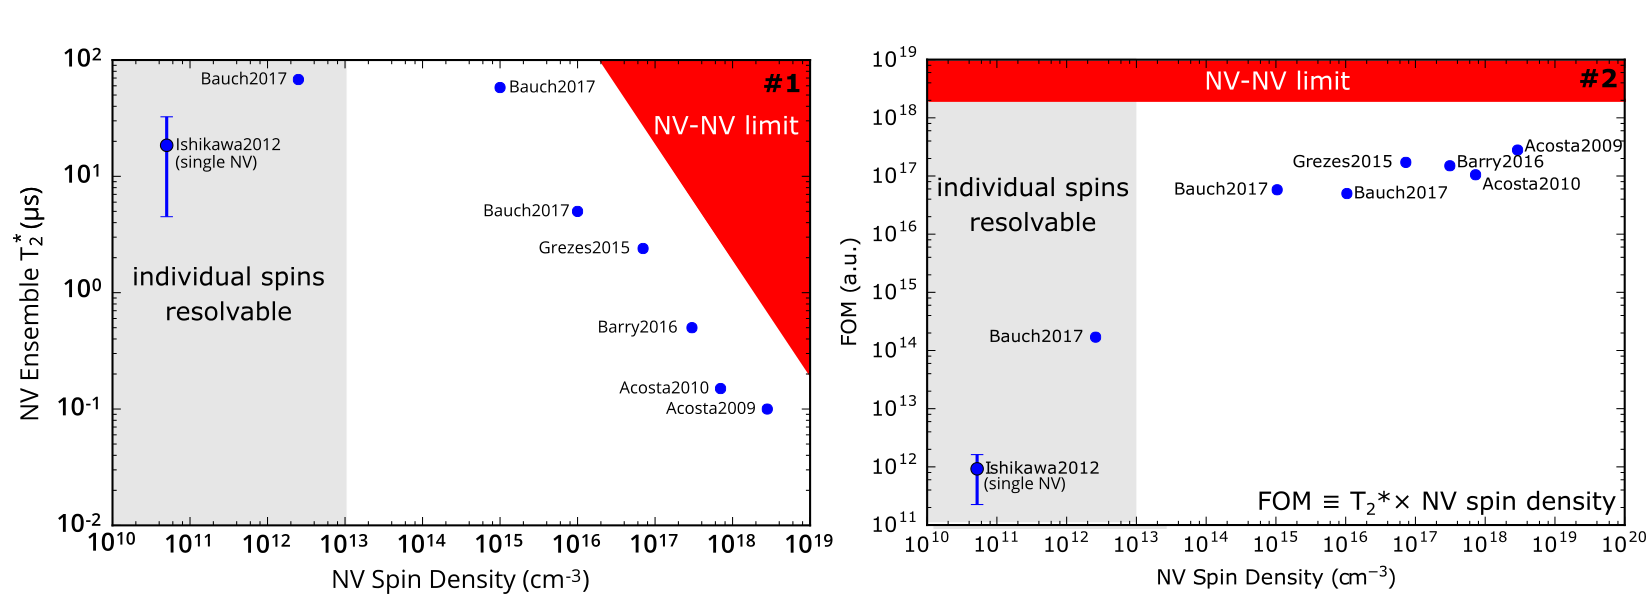 10²
10¹
10⁰
10⁻¹
10⁻²
NV Ensemble T₂* (µs)
Bauch2017
Bauch2017
#1
NV-NV limit
Ishikawa2012
(single NV)
Bauch2017
Grezes2015
individual spins
resolvable
Barry2016
Acosta2010
Acosta2009
10¹⁰ 10¹¹ 10¹² 10¹³ 10¹⁴ 10¹⁵ 10¹⁶ 10¹⁷ 10¹⁸ 10¹⁹
NV Spin Density (cm⁻³)
10¹⁹
10¹⁸
10¹⁷
10¹⁶
10¹⁵
10¹⁴
10¹³
10¹²
10¹¹
FOM (a.u.)
NV-NV limit
#2
Acosta2009
Grezes2015
Barry2016
Acosta2010
Bauch2017
Bauch2017
individual spins
resolvable
Bauch2017
Ishikawa2012
(single NV)
FOM ≡ T₂*× NV spin density
10¹⁰ 10¹¹ 10¹² 10¹³ 10¹⁴ 10¹⁵ 10¹⁶ 10¹⁷ 10¹⁸ 10¹⁹ 10²⁰
NV Spin Density (cm⁻³)